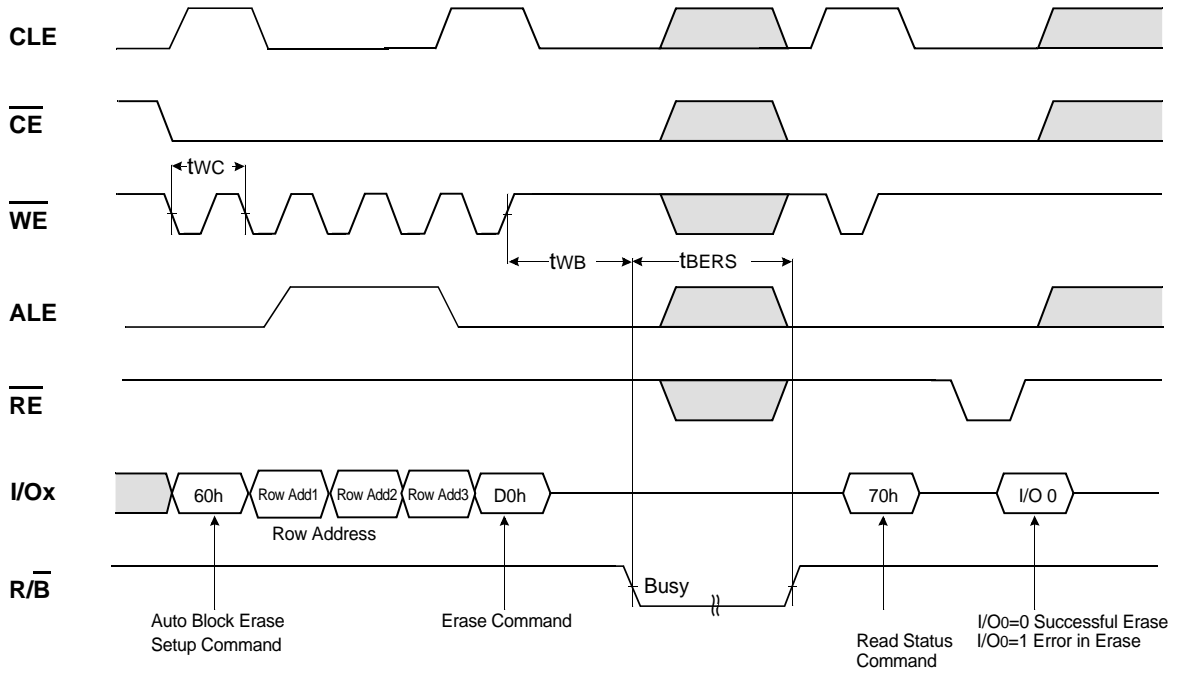 CLE
CE
tWC
WE
tWB
tBERS
ALE
RE
I/Ox
60h
Row Add1
Row Add2
Row Add3
D0h
70h
I/O 0
Row Address
R/B
Busy
Auto Block Erase
Setup Command
Erase Command
Read Status
Command
I/O0=0 Successful Erase
I/O0=1 Error in Erase